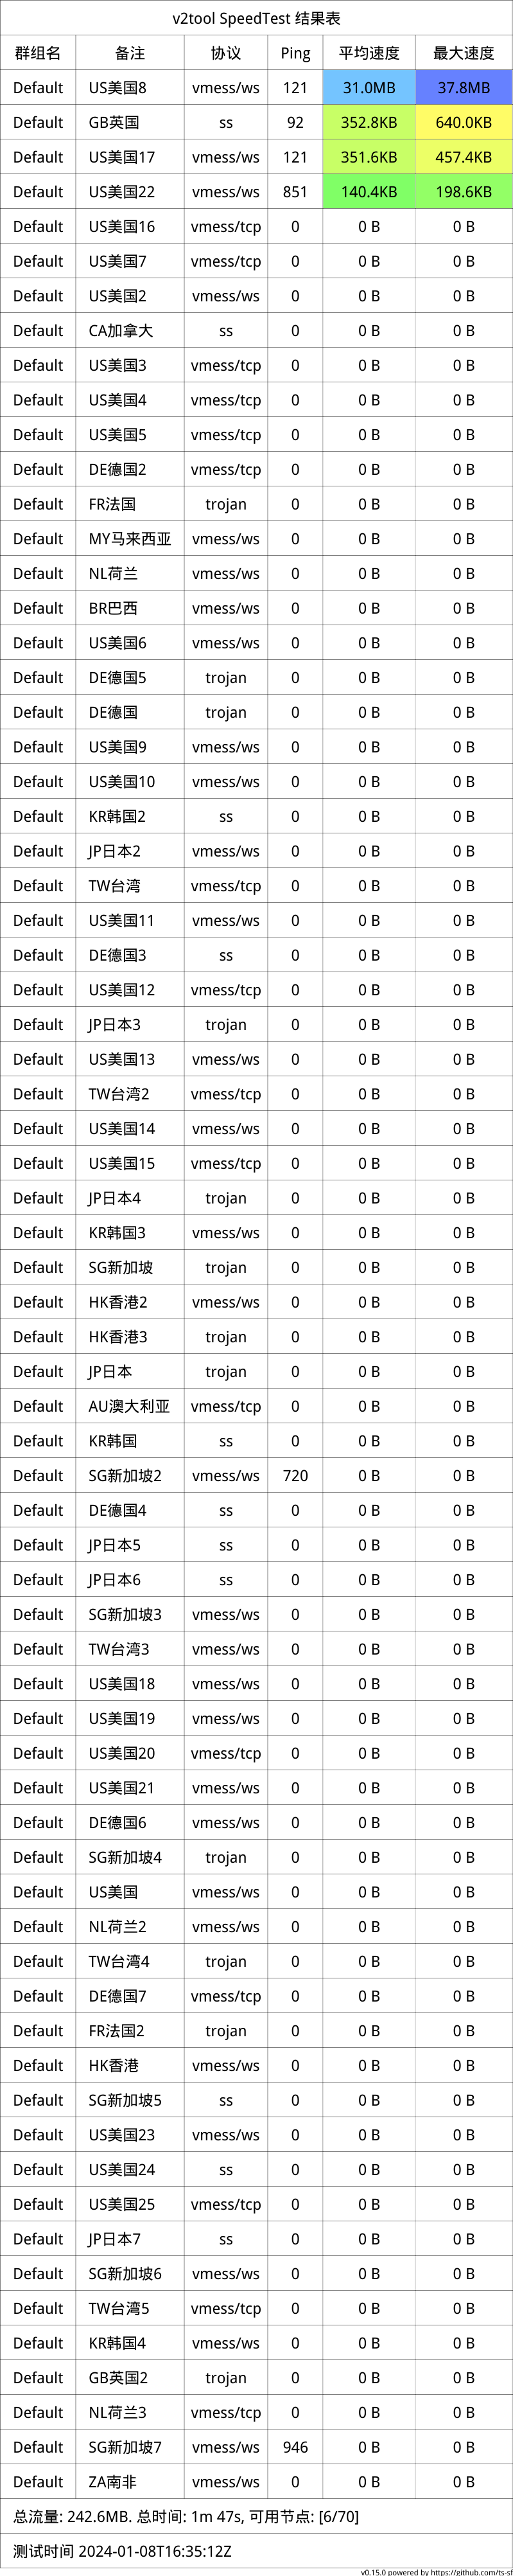 v2tool SpeedTest 结果表
群组名 备注 协议 Ping 平均速度 最大速度
Default US美国8 vmess/ws 121 31.0MB 37.8MB
Default GB英国 ss 92 352.8KB 640.0KB
Default US美国17 vmess/ws 121 351.6KB 457.4KB
Default US美国22 vmess/ws 851 140.4KB 198.6KB
Default US美国16 vmess/tcp 0 0 B 0 B
Default US美国7 vmess/tcp 0 0 B 0 B
Default US美国2 vmess/ws 0 0 B 0 B
Default CA加拿大 ss 0 0 B 0 B
Default US美国3 vmess/tcp 0 0 B 0 B
Default US美国4 vmess/tcp 0 0 B 0 B
Default US美国5 vmess/tcp 0 0 B 0 B
Default DE德国2 vmess/tcp 0 0 B 0 B
Default FR法国 trojan 0 0 B 0 B
Default MY马来西亚 vmess/ws 0 0 B 0 B
Default NL荷兰 vmess/ws 0 0 B 0 B
Default BR巴西 vmess/ws 0 0 B 0 B
Default US美国6 vmess/ws 0 0 B 0 B
Default DE德国5 trojan 0 0 B 0 B
Default DE德国 trojan 0 0 B 0 B
Default US美国9 vmess/ws 0 0 B 0 B
Default US美国10 vmess/ws 0 0 B 0 B
Default KR韩国2 ss 0 0 B 0 B
Default JP日本2 vmess/ws 0 0 B 0 B
Default TW台湾 vmess/tcp 0 0 B 0 B
Default US美国11 vmess/ws 0 0 B 0 B
Default DE德国3 ss 0 0 B 0 B
Default US美国12 vmess/tcp 0 0 B 0 B
Default JP日本3 trojan 0 0 B 0 B
Default US美国13 vmess/ws 0 0 B 0 B
Default TW台湾2 vmess/tcp 0 0 B 0 B
Default US美国14 vmess/ws 0 0 B 0 B
Default US美国15 vmess/tcp 0 0 B 0 B
Default JP日本4 trojan 0 0 B 0 B
Default KR韩国3 vmess/ws 0 0 B 0 B
Default SG新加坡 trojan 0 0 B 0 B
Default HK香港2 vmess/ws 0 0 B 0 B
Default HK香港3 trojan 0 0 B 0 B
Default JP日本 trojan 0 0 B 0 B
Default AU澳大利亚 vmess/tcp 0 0 B 0 B
Default KR韩国 ss 0 0 B 0 B
Default SG新加坡2 vmess/ws 720 0 B 0 B
Default DE德国4 ss 0 0 B 0 B
Default JP日本5 ss 0 0 B 0 B
Default JP日本6 ss 0 0 B 0 B
Default SG新加坡3 vmess/ws 0 0 B 0 B
Default TW台湾3 vmess/ws 0 0 B 0 B
Default US美国18 vmess/ws 0 0 B 0 B
Default US美国19 vmess/ws 0 0 B 0 B
Default US美国20 vmess/tcp 0 0 B 0 B
Default US美国21 vmess/ws 0 0 B 0 B
Default DE德国6 vmess/ws 0 0 B 0 B
Default SG新加坡4 trojan 0 0 B 0 B
Default US美国 vmess/ws 0 0 B 0 B
Default NL荷兰2 vmess/ws 0 0 B 0 B
Default TW台湾4 trojan 0 0 B 0 B
Default DE德国7 vmess/tcp 0 0 B 0 B
Default FR法国2 trojan 0 0 B 0 B
Default HK香港 vmess/ws 0 0 B 0 B
Default SG新加坡5 ss 0 0 B 0 B
Default US美国23 vmess/ws 0 0 B 0 B
Default US美国24 ss 0 0 B 0 B
Default US美国25 vmess/tcp 0 0 B 0 B
Default JP日本7 ss 0 0 B 0 B
Default SG新加坡6 vmess/ws 0 0 B 0 B
Default TW台湾5 vmess/tcp 0 0 B 0 B
Default KR韩国4 vmess/ws 0 0 B 0 B
Default GB英国2 trojan 0 0 B 0 B
Default NL荷兰3 vmess/tcp 0 0 B 0 B
Default SG新加坡7 vmess/ws 946 0 B 0 B
Default ZA南非 vmess/ws 0 0 B 0 B
总流量: 242.6MB. 总时间: 1m 47s, 可用节点: [6/70]
测试时间 2024-01-08T16:35:12Z
v0.15.0 powered by https://github.com/ts-sf